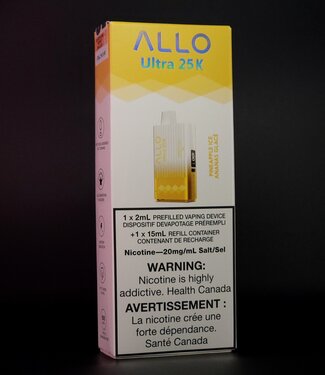 ALLO
Ultra 25K
ALLO
PINEAPPLE ICE
ANANAS GLACÉ
1 x 2mL PREFILLED VAPING DEVICE
DISPOSITIF DEVAPOTAGE PRÉREMPLI
+1 x 15mL REFILL CONTAINER
CONTENANT DE RECHARGE
Nicotine—20mg/mL Salt/Sel
WARNING:
Nicotine is highly
addictive. Health Canada
AVERTISSEMENT :
La nicotine crée une
forte dépendance.
Santé Canada